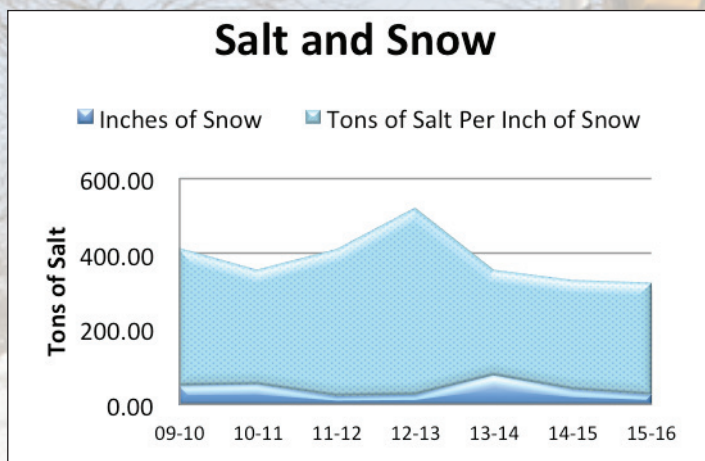 Salt and Snow
Inches of Snow Tons of Salt Per Inch of Snow
Tons of Salt
600.00
400.00
200.00
0.00
09-10 10-11 11-12 12-13 13-14 14-15 15-16